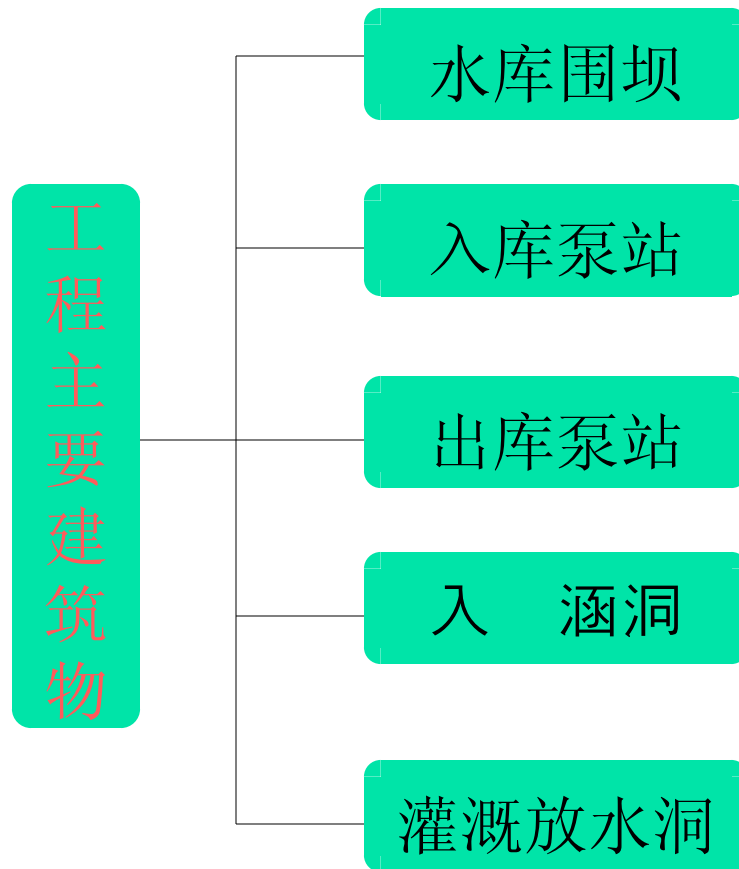 工程主要建筑物
水库围坝
入库泵站
出库泵站
入 涵洞
灌溉放水洞